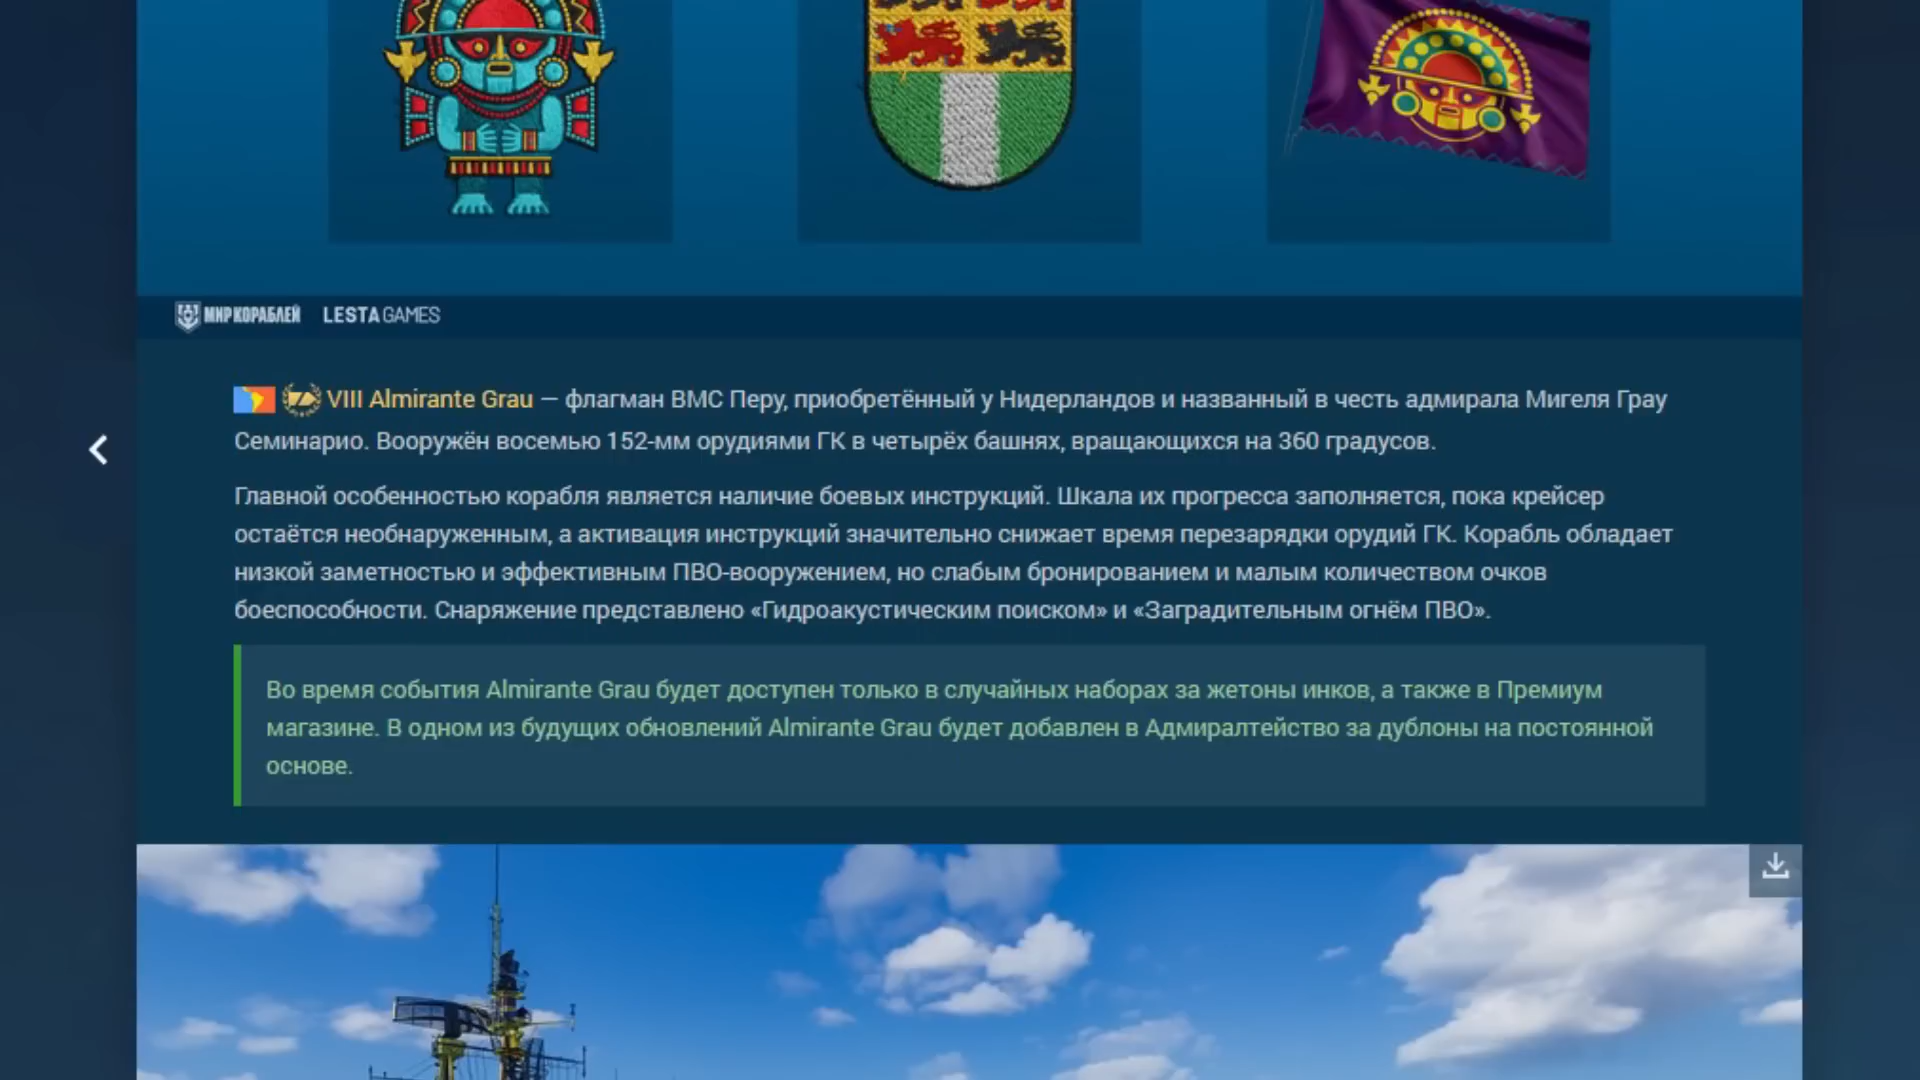 МИР КОРАБЛЕЙ LESTA GAMES
VIII Almirante Grau — флагман ВМС Перу, приобретённый у Нидерландов и названный в честь адмирала Мигеля Грау
Семинарио. Вооружён восемью 152-мм орудиями ГК в четырёх башнях, вращающихся на 360 градусов.
Главной особенностью корабля является наличие боевых инструкций. Шкала их прогресса заполняется, пока крейсер
остаётся необнаруженным, а активация инструкций значительно снижает время перезарядки орудий ГК. Корабль обладает
низкой заметностью и эффективным ПВО-вооружением, но слабым бронированием и малым количеством очков
боеспособности. Снаряжение представлено «Гидроакустическим поиском» и «Заградительным огнём ПВО».
Во время события Almirante Grau будет доступен только в случайных наборах за жетоны инков, а также в Премиум
магазине. В одном из будущих обновлений Almirante Grau будет добавлен в Адмиралтейство за дублоны на постоянной
основе.